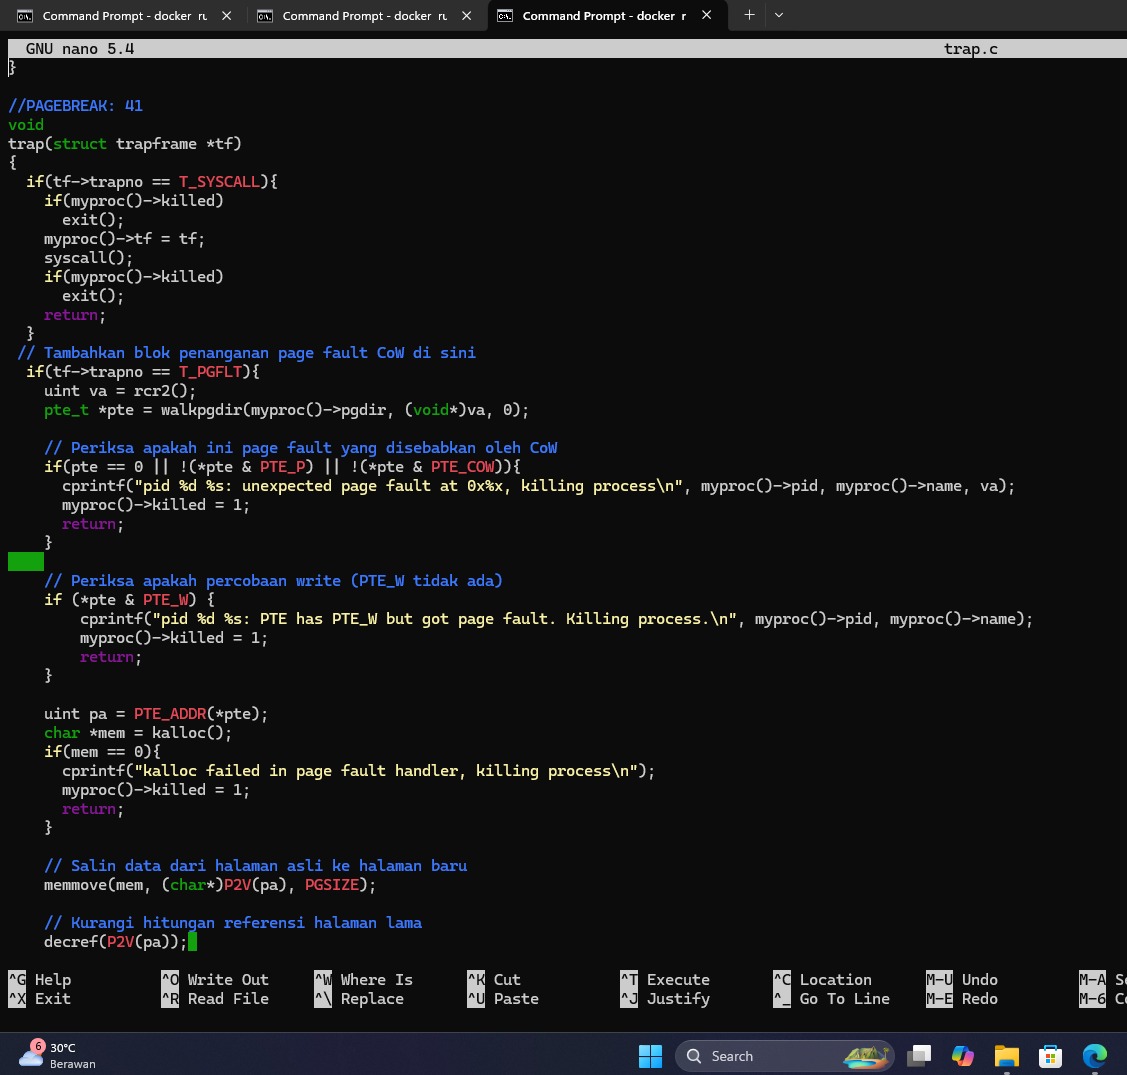 Command Prompt - docker ru
Command Prompt - docker ru
Command Prompt - docker r
GNU nano 5.4 trap.c
}
//PAGEBREAK: 41
void
trap(struct trapframe *tf)
{
  if(tf->trapno == T_SYSCALL){
    if(myproc()->killed)
      exit();
    myproc()->tf = tf;
    syscall();
    if(myproc()->killed)
      exit();
    return;
  }
 // Tambahkan blok penanganan page fault CoW di sini
  if(tf->trapno == T_PGFLT){
    uint va = rcr2();
    pte_t *pte = walkpgdir(myproc()->pgdir, (void*)va, 0);
    // Periksa apakah ini page fault yang disebabkan oleh CoW
    if(pte == 0 || !(*pte & PTE_P) || !(*pte & PTE_COW)){
      cprintf("pid %d %s: unexpected page fault at 0x%x, killing process\n", myproc()->pid, myproc()->name, va);
      myproc()->killed = 1;
      return;
    }
    // Periksa apakah percobaan write (PTE_W tidak ada)
    if (*pte & PTE_W) {
        cprintf("pid %d %s: PTE has PTE_W but got page fault. Killing process.\n", myproc()->pid, myproc()->name);
        myproc()->killed = 1;
        return;
    }
    uint pa = PTE_ADDR(*pte);
    char *mem = kalloc();
    if(mem == 0){
      cprintf("kalloc failed in page fault handler, killing process\n");
      myproc()->killed = 1;
      return;
    }
    // Salin data dari halaman asli ke halaman baru
    memmove(mem, (char*)P2V(pa), PGSIZE);
    // Kurangi hitungan referensi halaman lama
    decref(P2V(pa));
^G Help ^O Write Out ^W Where Is ^K Cut ^T Execute ^C Location M-U Undo M-A
^X Exit ^R Read File ^\ Replace ^U Paste ^J Justify ^_ Go To Line M-E Redo M-6
6
30°C
Berawan
Search